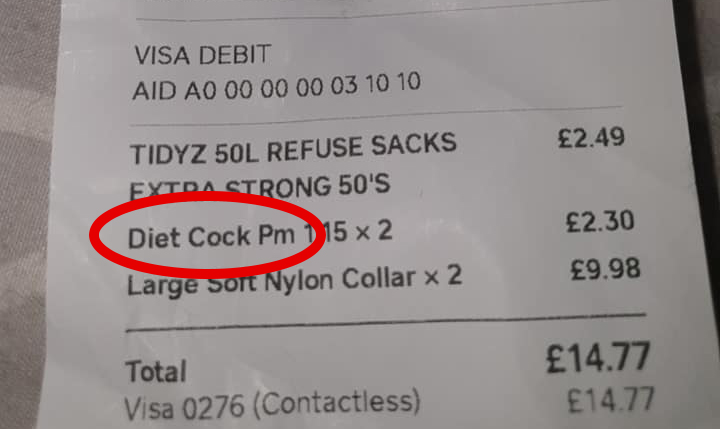 VISA DEBIT
AID A0 00 00 00 03 10 10
TIDYZ 50L REFUSE SACKS £2.49
EXTRA STRONG 50'S
Diet Cock Pm 1 15 x 2 £2.30
Large Soft Nylon Collar x 2 £9.98
Total £14.77
Visa 0276 (Contactless) £14.77